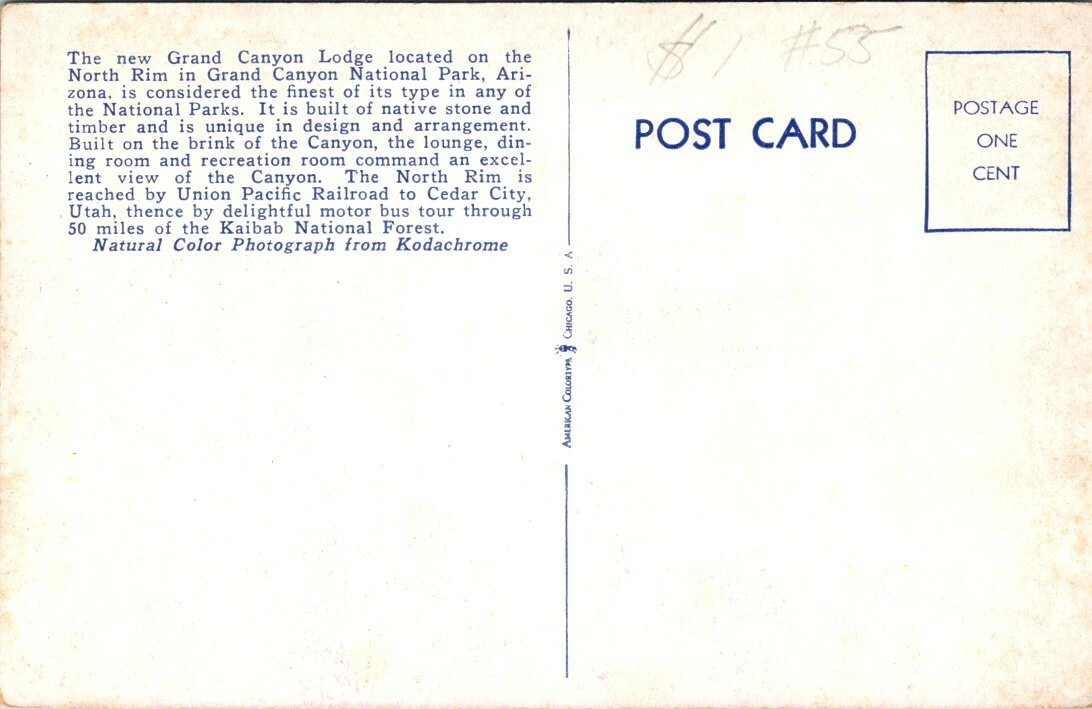 The new Grand Canyon Lodge located on the
North Rim in Grand Canyon National Park, Ari-
zona, is considered the finest of its type in any of
the National Parks. It is built of native stone and
timber and is unique in design and arrangement.
Built on the brink of the Canyon, the lounge, din-
ing room and recreation room command an excel-
lent view of the Canyon. The North Rim is
reached by Union Pacific Railroad to Cedar City,
Utah, thence by delightful motor bus tour through
50 miles of the Kaibab National Forest.
Natural Color Photograph from Kodachrome
American Colortype Chicago, U. S. A
$1 #55
POST CARD
POSTAGE
ONE
CENT